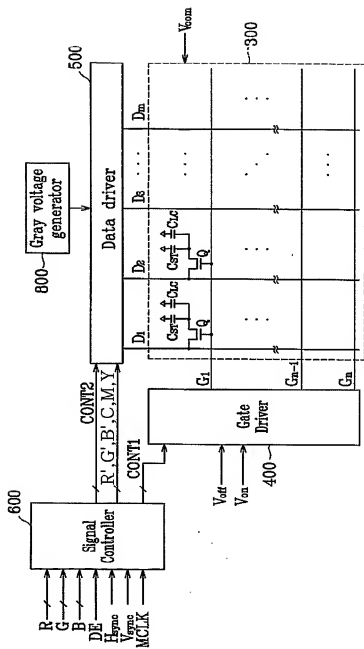 800
Gray voltage
generator
500
Data driver
600
Signal
Controller
R
G
B
DE
Hsync
Vsync
MCLK
CONT2
R',G',B',C,M,Y
CONT1
Voff
Von
400
Gate
Driver
D1
D2
D3
Dm
G1
Gn-1
Gn
CST
CLC
Q
CST
CLC
Q
Vcom
300